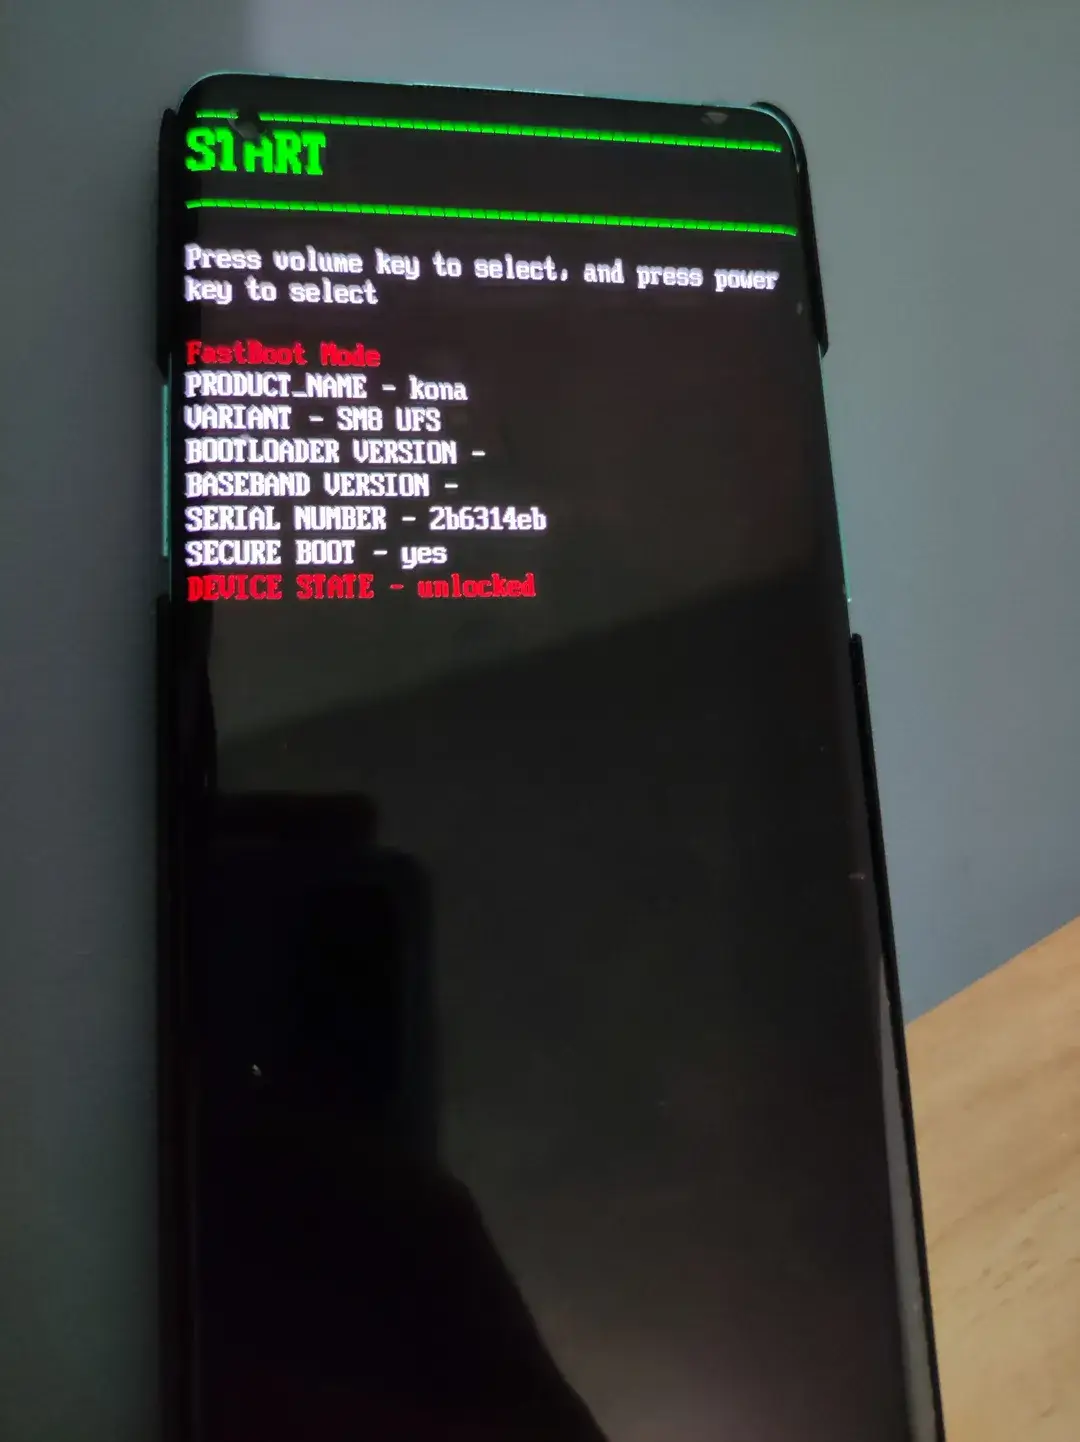 START
Press volume key to select, and press power
key to select
FastBoot Mode
PRODUCT_NAME - kona
VARIANT - SM8 UFS
BOOTLOADER VERSION -
BASEBAND VERSION -
SERIAL NUMBER - 2b6314eb
SECURE BOOT - yes
DEVICE STATE - unlocked